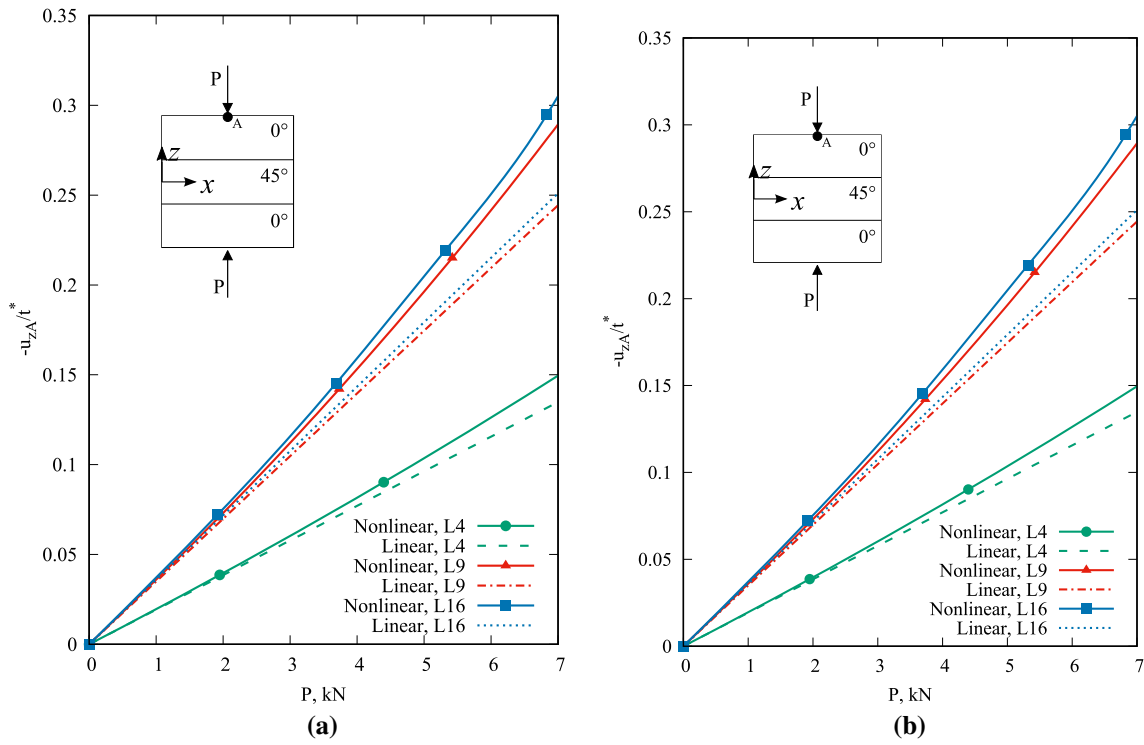 0.35
0.3
0.25
0.2
0.15
0.1
0.05
0
-u_zA/t*
0 1 2 3 4 5 6 7
P, kN
P
A
0°
z
45°
x
0°
P
Nonlinear, L4
Linear, L4
Nonlinear, L9
Linear, L9
Nonlinear, L16
Linear, L16
(a)
0.35
0.3
0.25
0.2
0.15
0.1
0.05
0
-u_zA/t*
0 1 2 3 4 5 6 7
P, kN
P
A
0°
z
45°
x
0°
P
Nonlinear, L4
Linear, L4
Nonlinear, L9
Linear, L9
Nonlinear, L16
Linear, L16
(b)